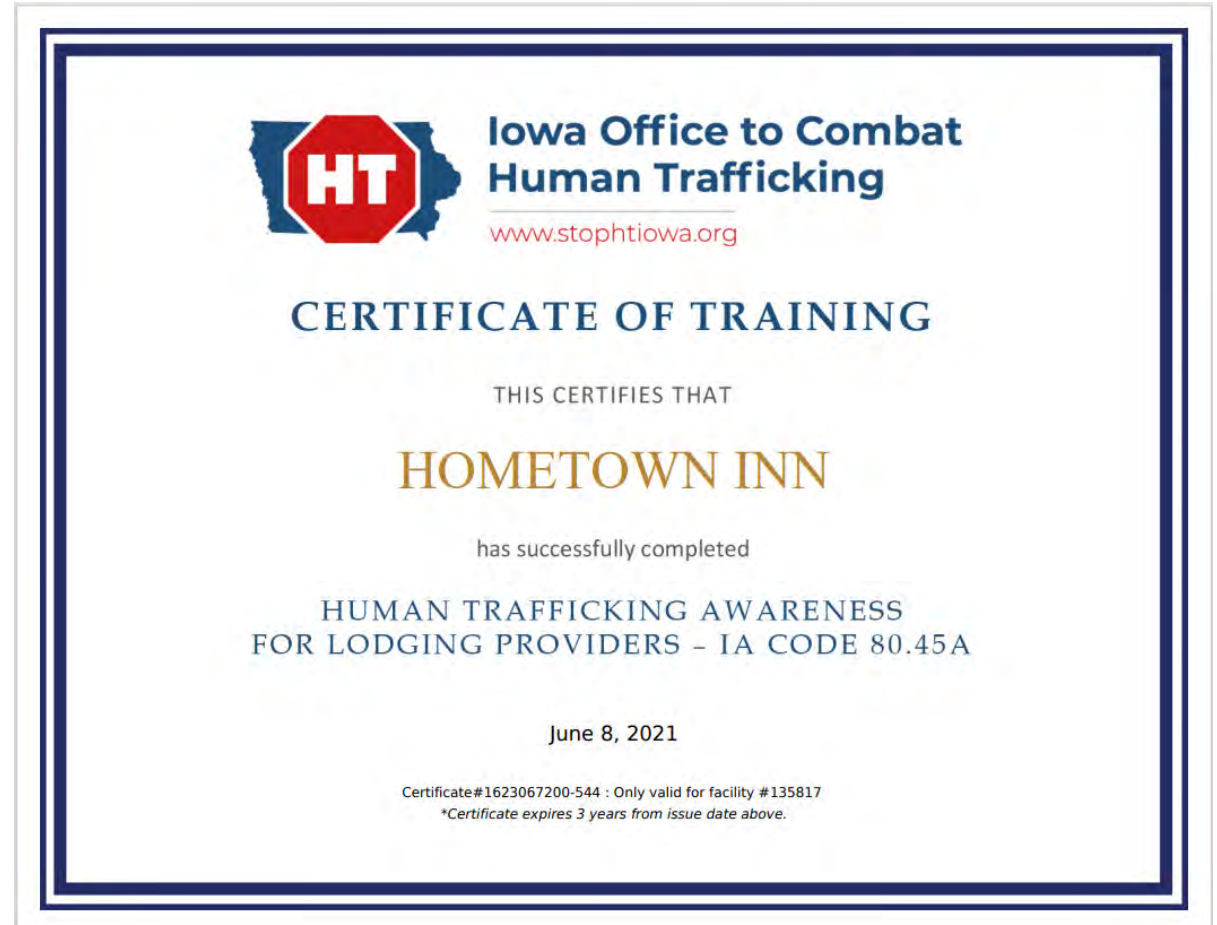 HT
Iowa Office to Combat
Human Trafficking
www.stophtiowa.org
CERTIFICATE OF TRAINING
THIS CERTIFIES THAT
HOMETOWN INN
has successfully completed
HUMAN TRAFFICKING AWARENESS
FOR LODGING PROVIDERS – IA CODE 80.45A
June 8, 2021
Certificate#1623067200-544 : Only valid for facility #135817
*Certificate expires 3 years from issue date above.